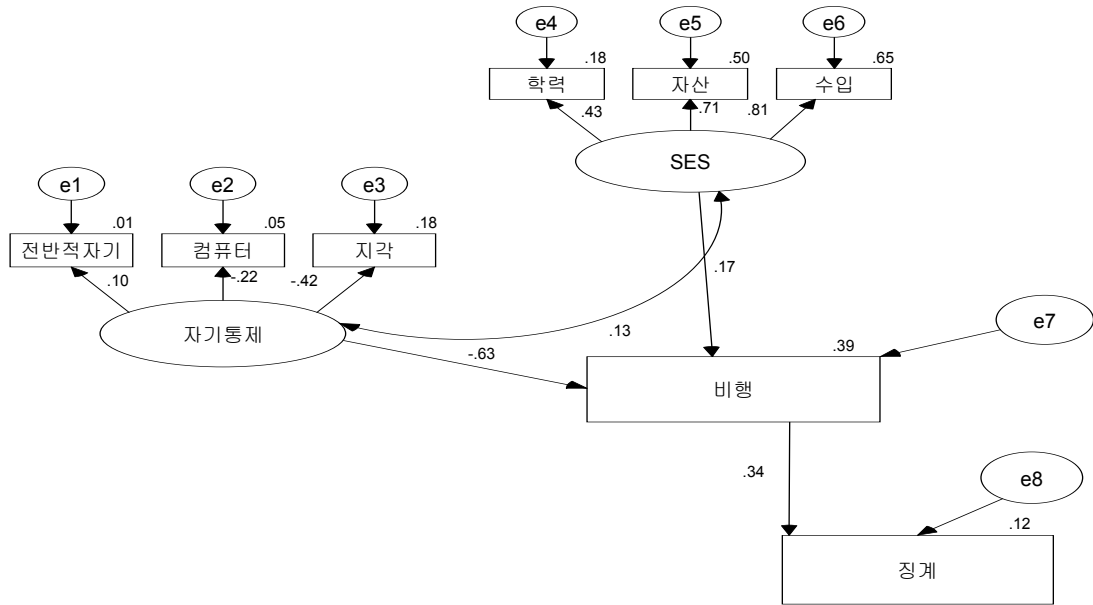 e4
e5
e6
.18
.50
.65
학력
자산
수입
.43
.71
.81
SES
e1
e2
e3
.01
.05
.18
전반적자기
컴퓨터
지각
.10
-.22
-.42
자기통제
.17
.13
-.63
e7
.39
비행
.34
e8
.12
징계